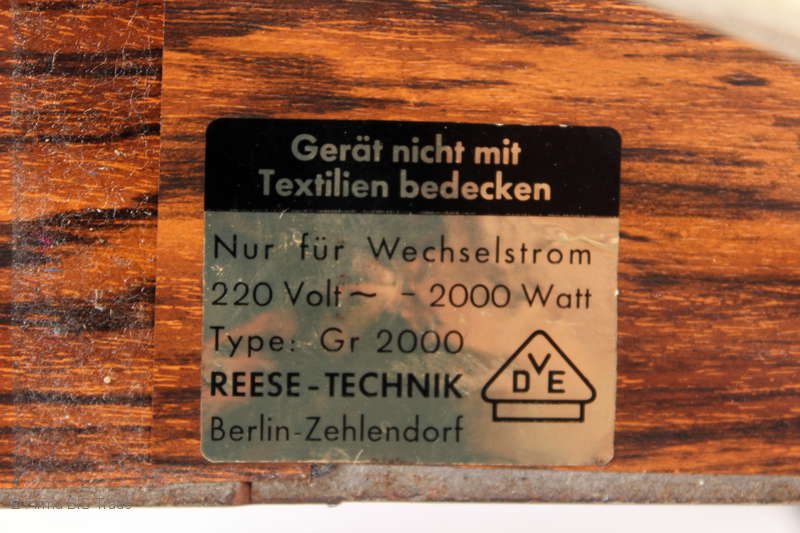 Gerät nicht mit
Textilien bedecken
Nur für Wechselstrom
220 Volt ~ - 2000 Watt
Type: Gr 2000
REESE-TECHNIK
Berlin-Zehlendorf
DVE